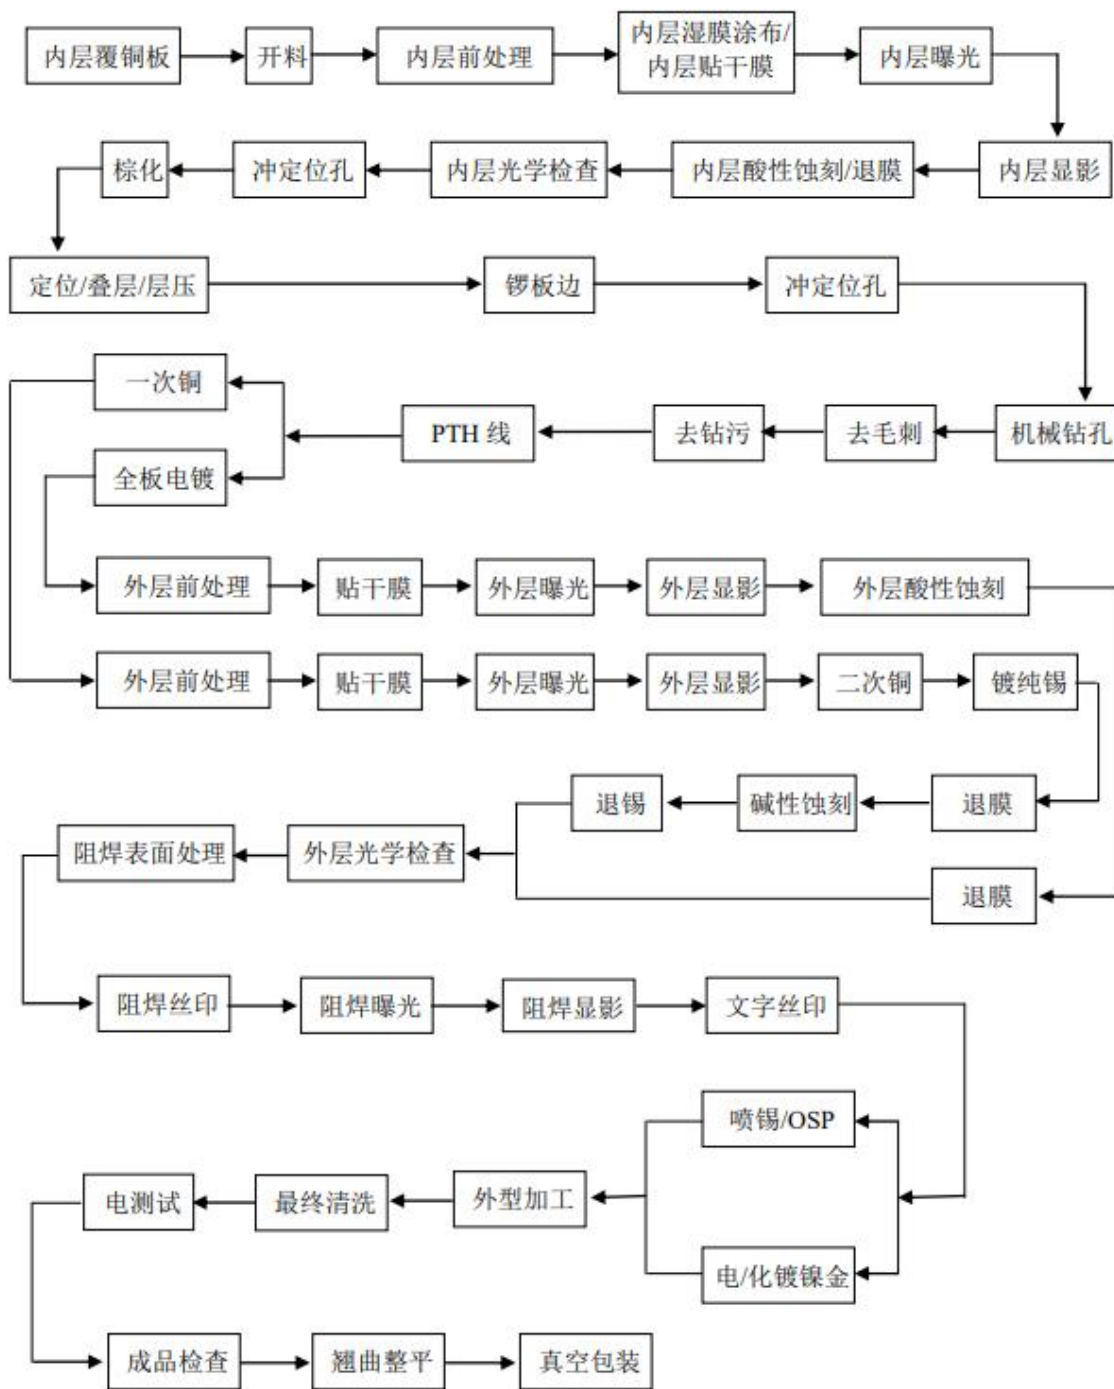 内层覆铜板
开料
内层前处理
内层湿膜涂布/
内层贴干膜
内层曝光
棕化
冲定位孔
内层光学检查
内层酸性蚀刻/退膜
内层显影
定位/叠层/层压
锣板边
冲定位孔
一次铜
PTH 线
去钻污
去毛刺
机械钻孔
全板电镀
外层前处理
贴干膜
外层曝光
外层显影
外层酸性蚀刻
外层前处理
贴干膜
外层曝光
外层显影
二次铜
镀纯锡
退锡
碱性蚀刻
退膜
阻焊表面处理
外层光学检查
退膜
阻焊丝印
阻焊曝光
阻焊显影
文字丝印
喷锡/OSP
电测试
最终清洗
外型加工
电/化镀镍金
成品检查
翘曲整平
真空包装